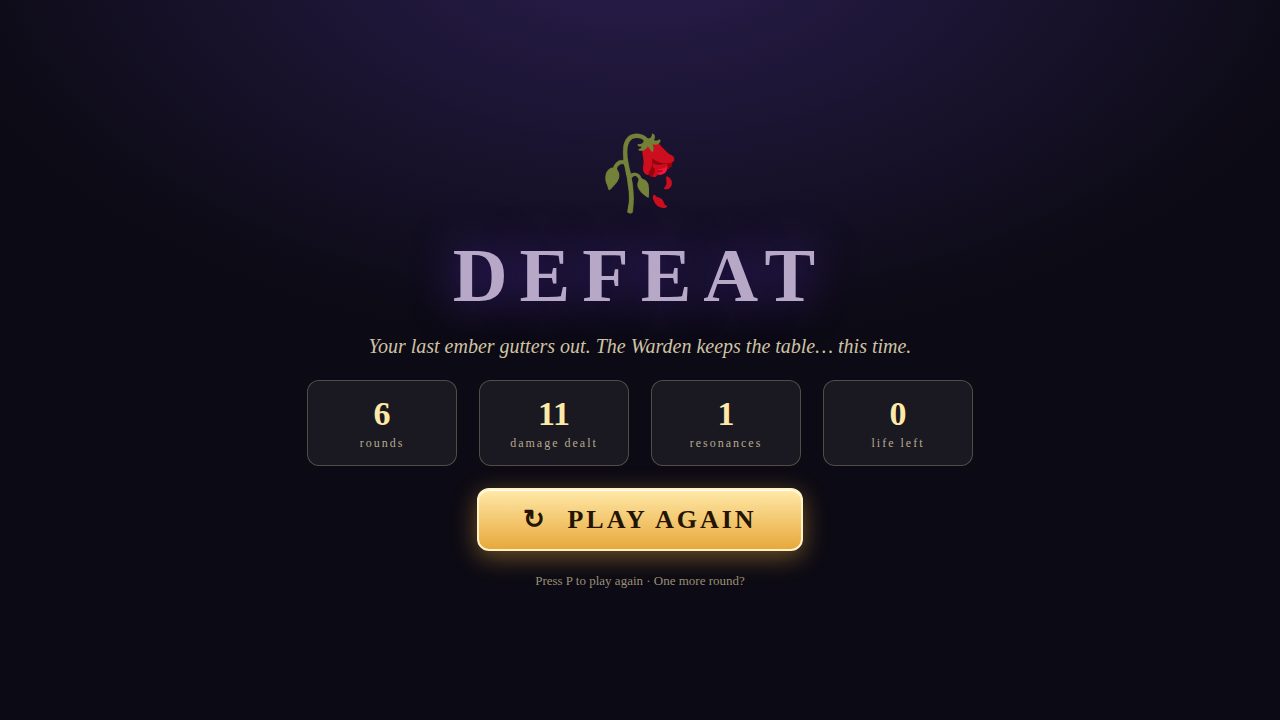 DEFEAT
Your last ember gutters out. The Warden keeps the table… this time.
6 11 1 0
rounds damage dealt resonances life left
↻ PLAY AGAIN
Press P to play again · One more round?